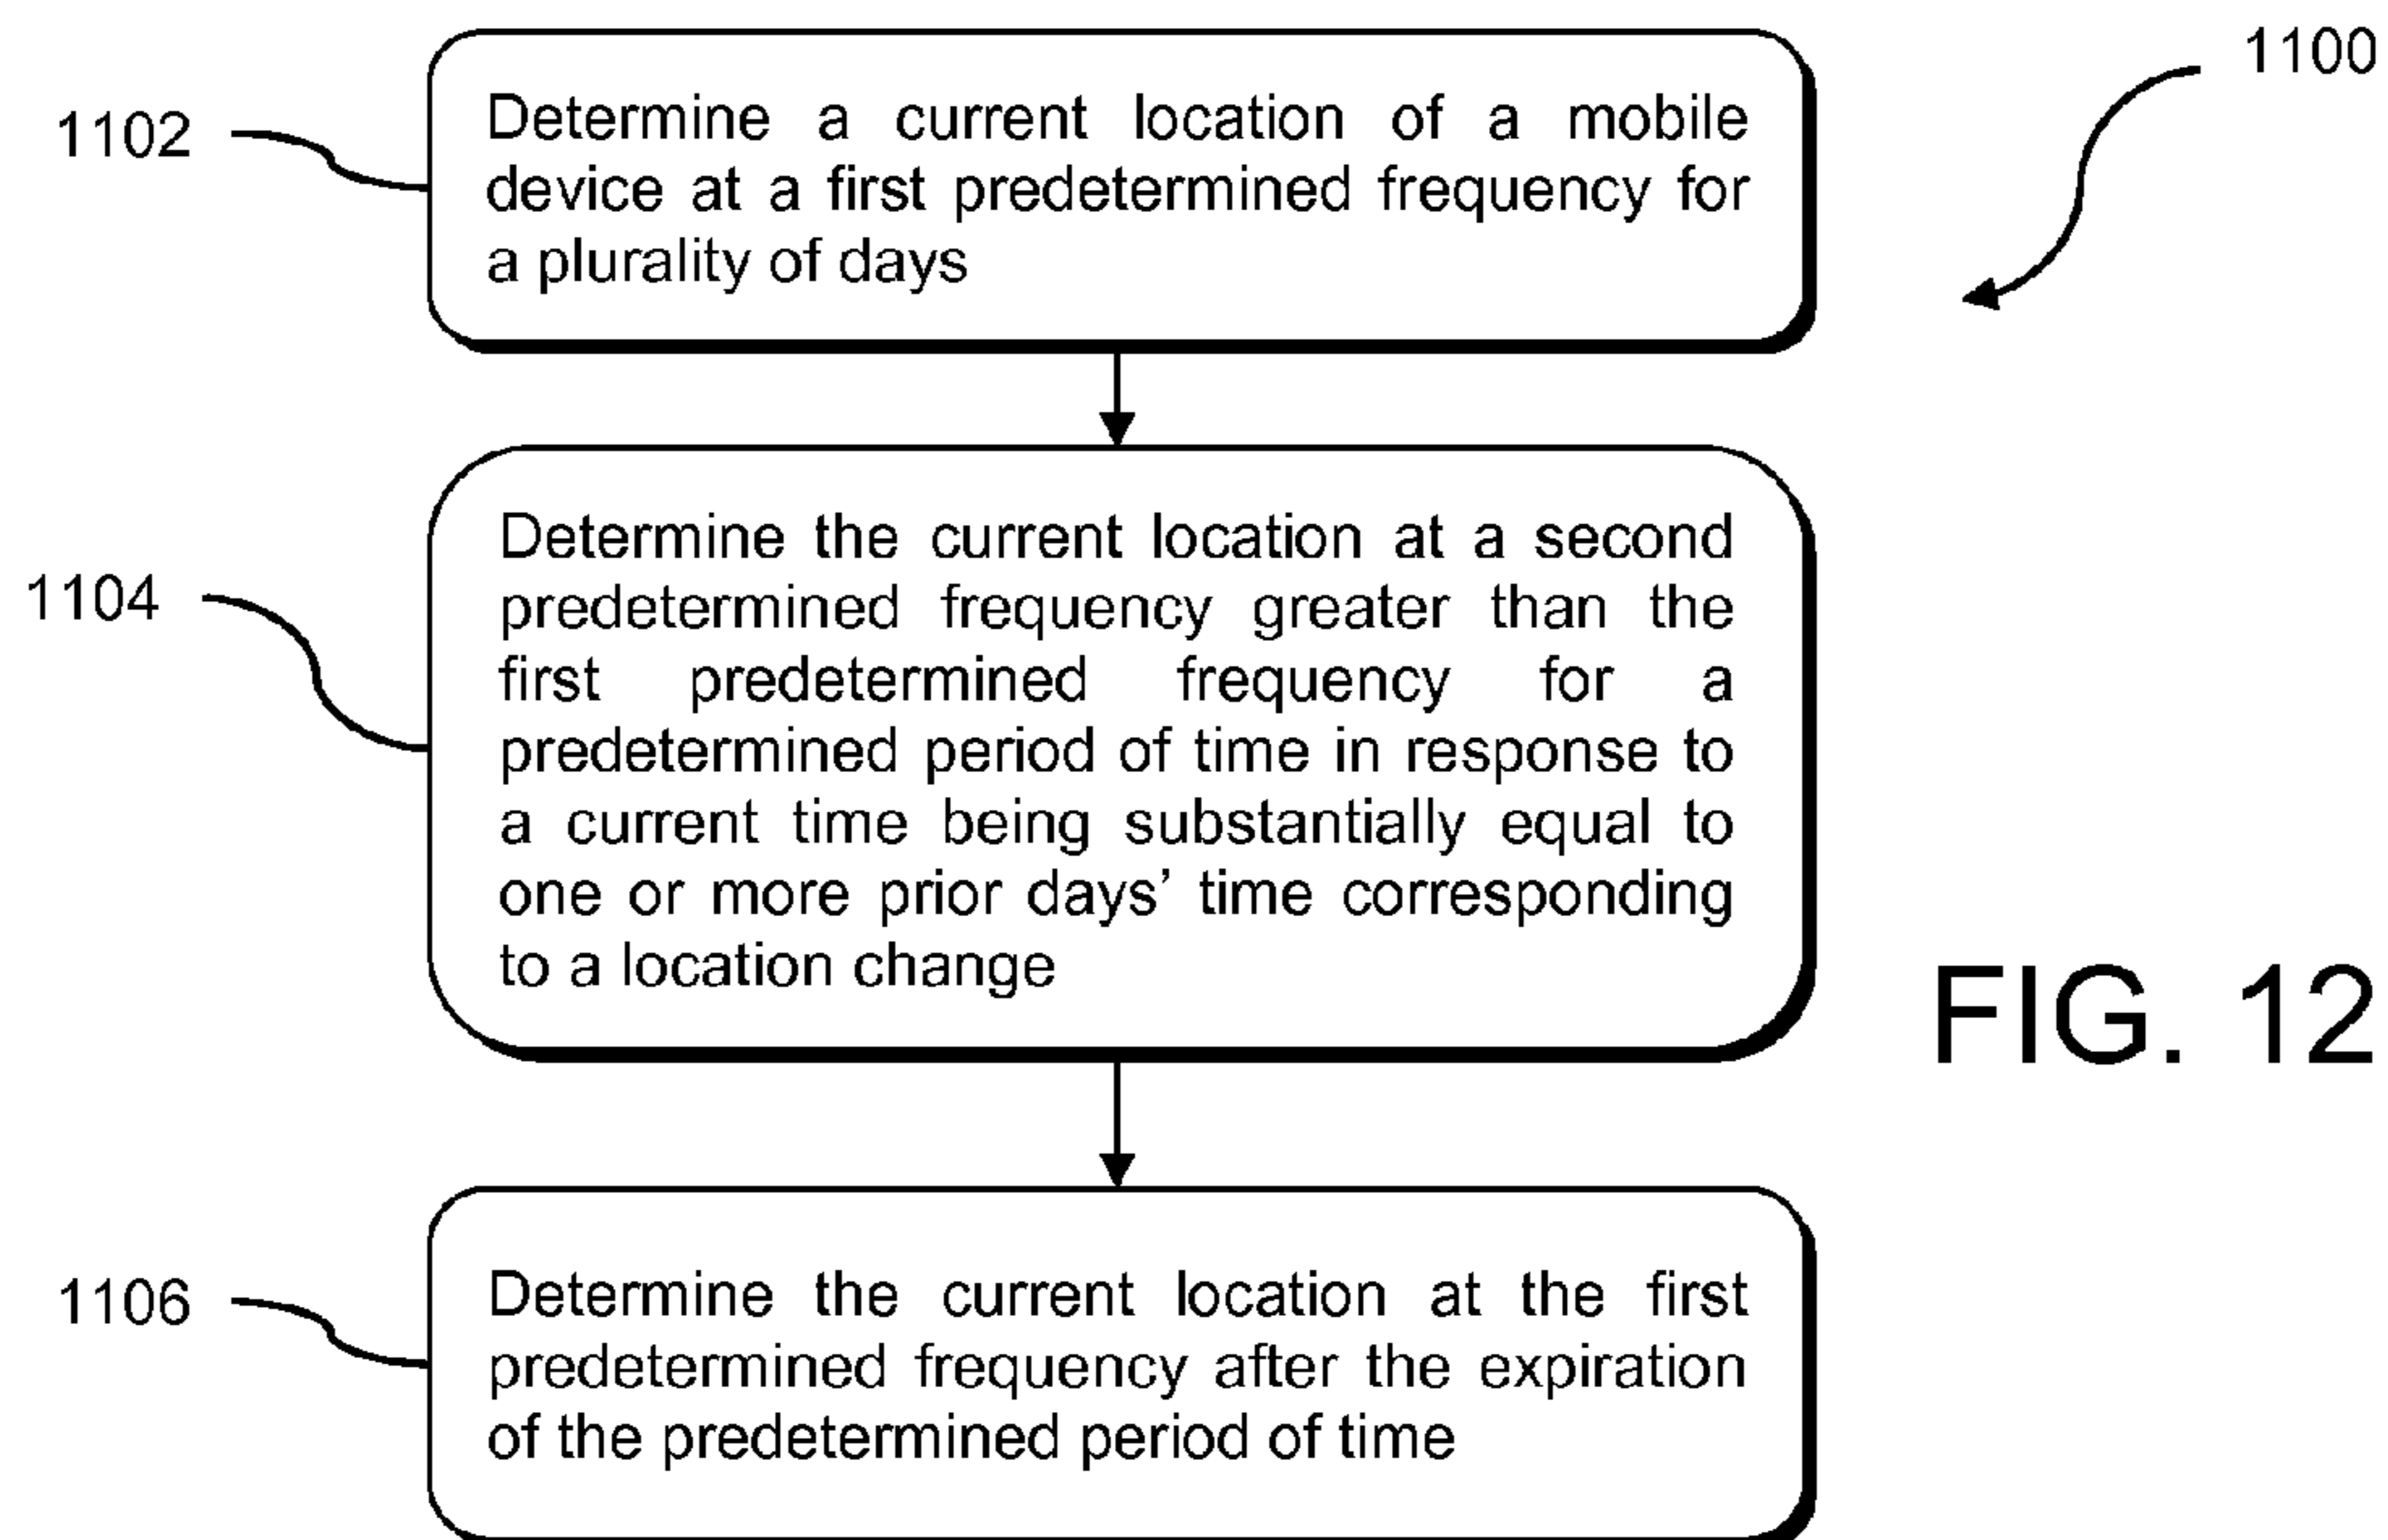 1100
1102
Determine a current location of a mobile
device at a first predetermined frequency for
a plurality of days
1104
Determine the current location at a second
predetermined frequency greater than the
first predetermined frequency for a
predetermined period of time in response to
a current time being substantially equal to
one or more prior days’ time corresponding
to a location change
FIG. 12
1106
Determine the current location at the first
predetermined frequency after the expiration
of the predetermined period of time